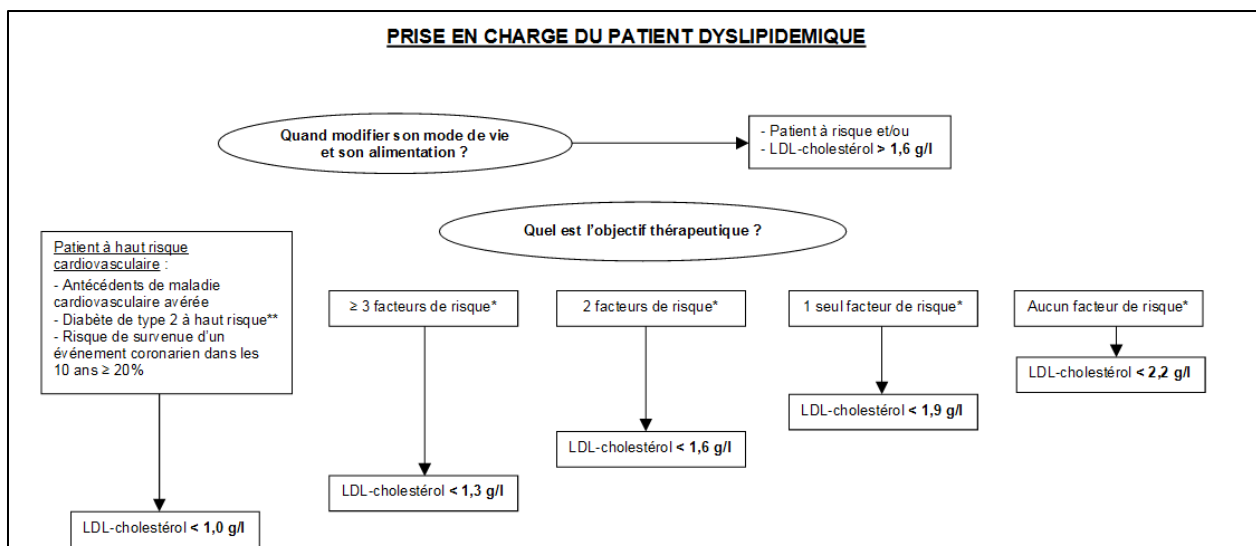 PRISE EN CHARGE DU PATIENT DYSLIPIDEMIQUE
Quand modifier son mode de vie
et son alimentation ?
- Patient à risque et/ou
- LDL-cholestérol > 1,6 g/l
Quel est l'objectif thérapeutique ?
Patient à haut risque
cardiovasculaire :
- Antécédents de maladie
cardiovasculaire avérée
- Diabète de type 2 à haut risque**
- Risque de survenue d'un
événement coronarien dans les
10 ans ≥ 20%
≥ 3 facteurs de risque*
2 facteurs de risque*
1 seul facteur de risque*
Aucun facteur de risque*
LDL-cholestérol < 2,2 g/l
LDL-cholestérol < 1,9 g/l
LDL-cholestérol < 1,6 g/l
LDL-cholestérol < 1,3 g/l
LDL-cholestérol < 1,0 g/l